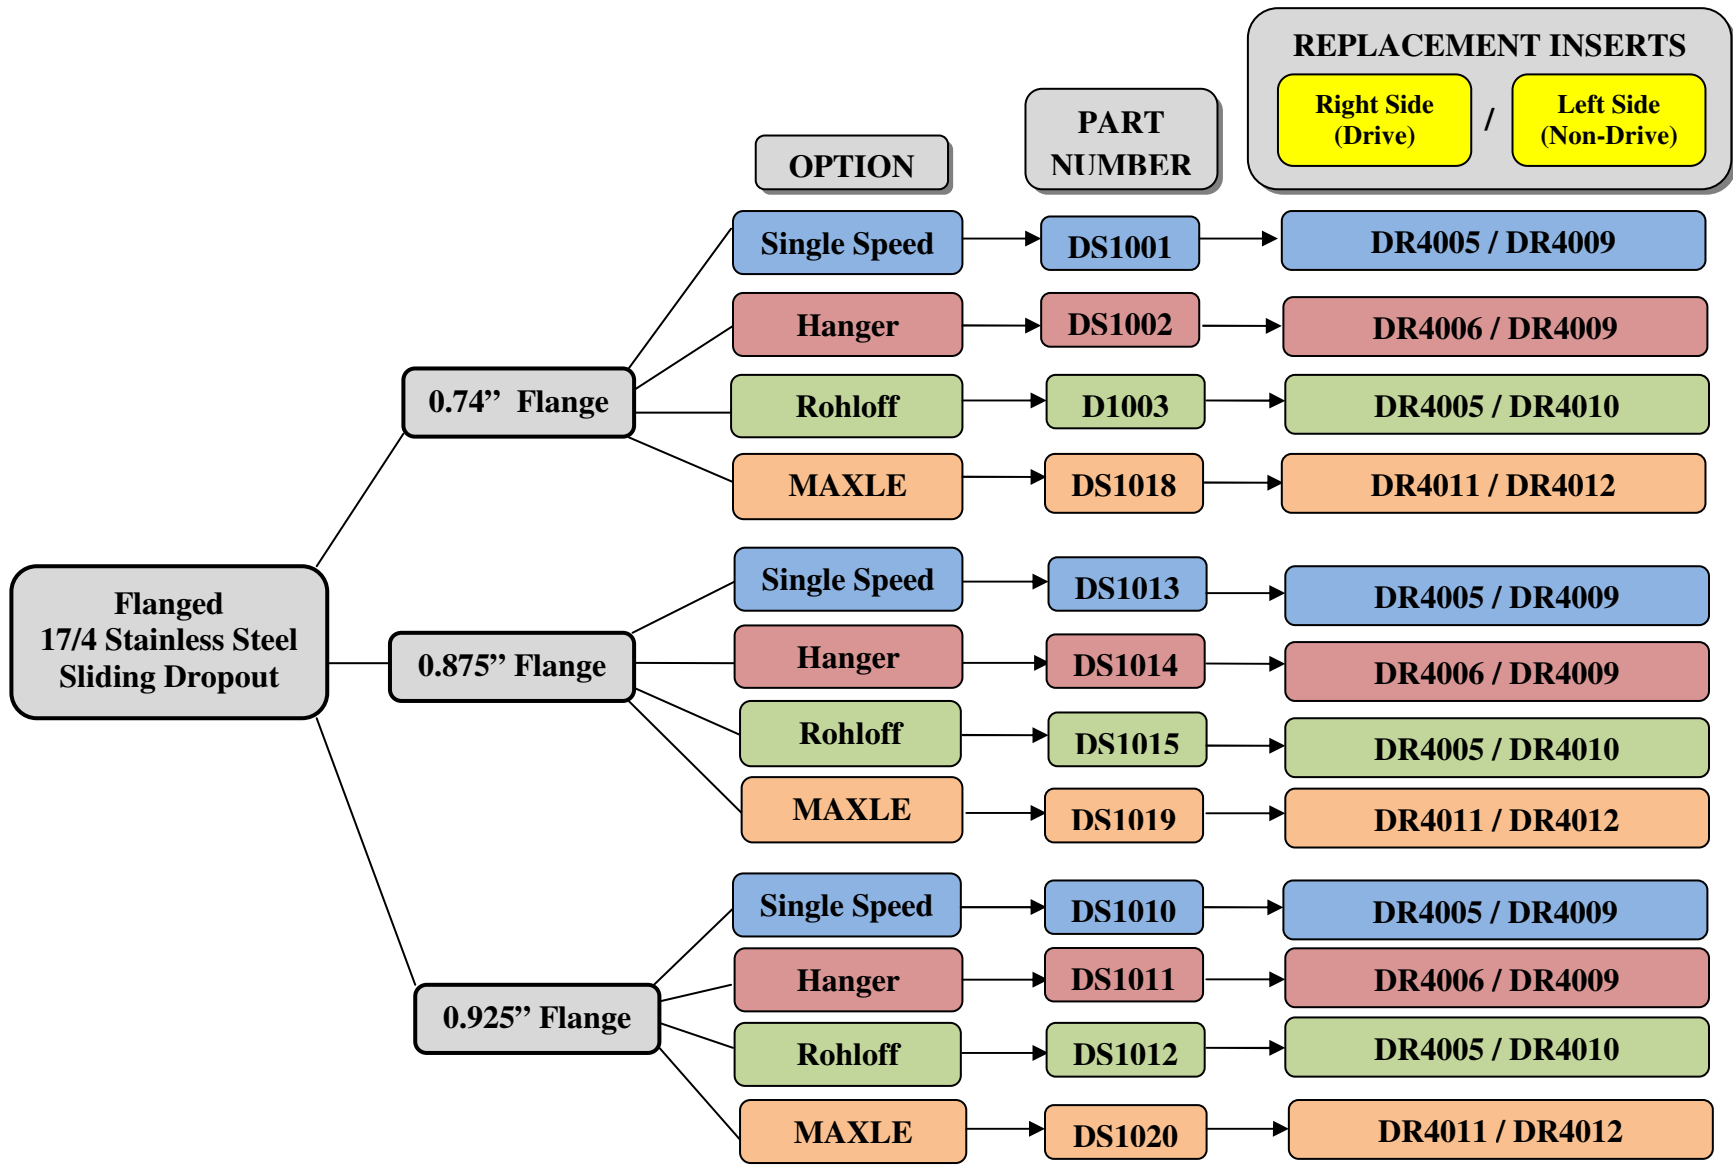 REPLACEMENT INSERTS
Right Side
(Drive)
/
Left Side
(Non-Drive)
PART
NUMBER
OPTION
Single Speed
DS1001
DR4005 / DR4009
Hanger
DS1002
DR4006 / DR4009
0.74” Flange
Rohloff
D1003
DR4005 / DR4010
MAXLE
DS1018
DR4011 / DR4012
Flanged
17/4 Stainless Steel
Sliding Dropout
Single Speed
DS1013
DR4005 / DR4009
0.875” Flange
Hanger
DS1014
DR4006 / DR4009
Rohloff
DS1015
DR4005 / DR4010
MAXLE
DS1019
DR4011 / DR4012
Single Speed
DS1010
DR4005 / DR4009
Hanger
DS1011
DR4006 / DR4009
0.925” Flange
Rohloff
DS1012
DR4005 / DR4010
MAXLE
DS1020
DR4011 / DR4012